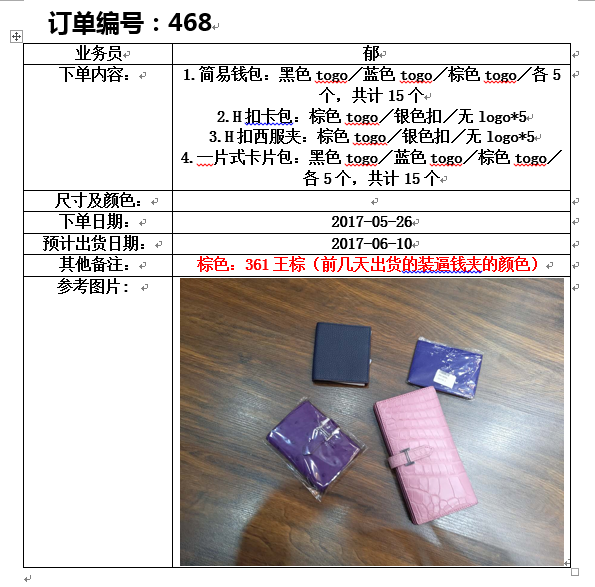 订单编号：468
业务员 郁
下单内容： 1.简易钱包：黑色 togo／蓝色 togo／棕色 togo／各 5
个，共计 15 个
2.H 扣卡包：棕色 togo／银色扣／无 logo*5
3.H 扣西服夹：棕色 togo／银色扣／无 logo*5
4.一片式卡片包：黑色 togo／蓝色 togo／棕色 togo／
各 5 个，共计 15 个
尺寸及颜色：
下单日期： 2017-05-26
预计出货日期： 2017-06-10
其他备注： 棕色：361 王棕（前几天出货的装逼钱夹的颜色）
参考图片：